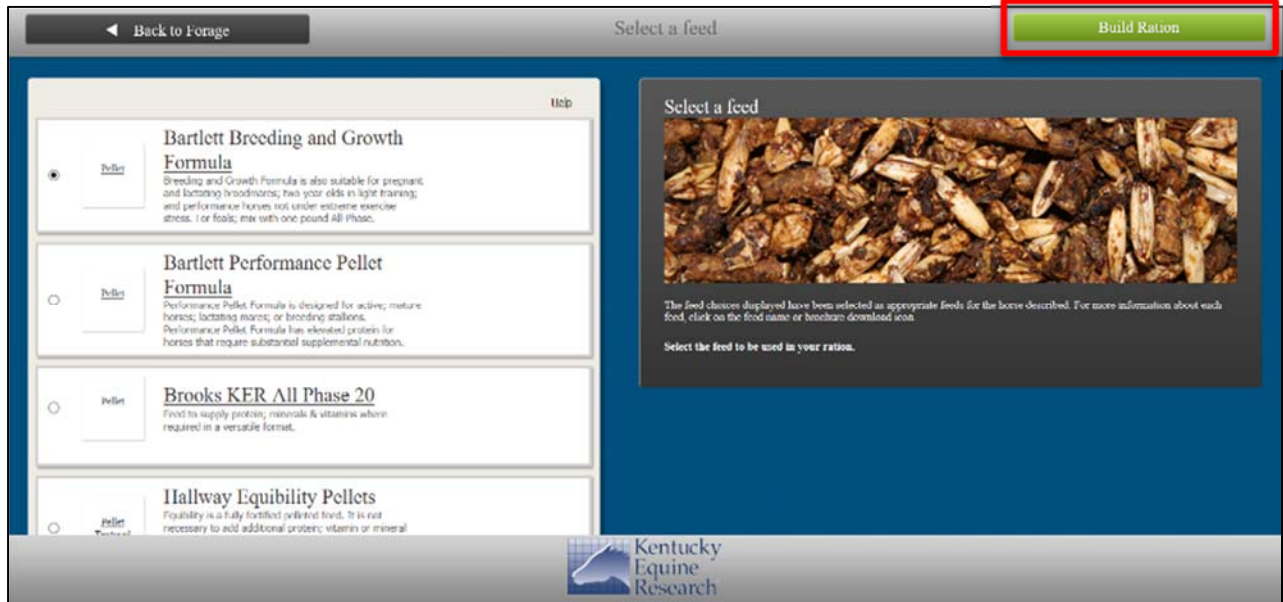 Back to Forage
Select a feed
Build Ration
Help
Pellet
Bartlett Breeding and Growth
Formula
Breeding and Growth Formula is also suitable for pregnant
and lactating broodmares; two year olds in light training;
and performance horses not under extreme exercise
stress. For foals; mix with one pound All-Phase.
Pellet
Bartlett Performance Pellet
Formula
Performance Pellet Formula is designed for active; mature
horses; lactating mares; or breeding stallions.
Performance Pellet Formula has elevated protein for
horses that require substantial supplemental nutrition.
Pellet
Brooks KER All Phase 20
Feed to supply protein; minerals & vitamins where
required in a versatile format.
Pellet
Hallway Equibility Pellets
Equibility is a fully fortified pelleted feed. It is not
necessary to add additional protein; vitamin or mineral
Select a feed
The feed choices displayed have been selected as appropriate feeds for the horse described. For more information about each
feed, click on the feed name or brochure download icon.
Select the feed to be used in your ration.
Kentucky
Equine
Research